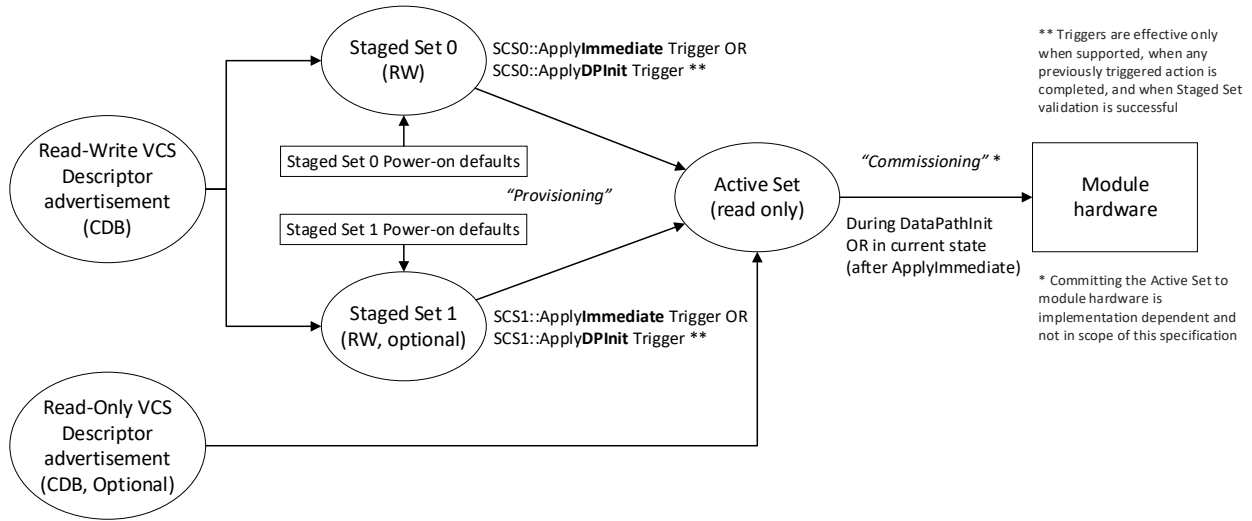 Staged Set 0
(RW)
SCS0::ApplyImmediate Trigger OR
SCS0::ApplyDPInit Trigger **
** Triggers are effective only
when supported, when any
previously triggered action is
completed, and when Staged Set
validation is successful
Read-Write VCS
Descriptor
advertisement
(CDB)
Staged Set 0 Power-on defaults
"Provisioning"
Staged Set 1 Power-on defaults
Active Set
(read only)
"Commissioning" *
During DataPathInit
OR in current state
(after ApplyImmediate)
Module
hardware
* Committing the Active Set to
module hardware is
implementation dependent and
not in scope of this specification
Staged Set 1
(RW, optional)
SCS1::ApplyImmediate Trigger OR
SCS1::ApplyDPInit Trigger **
Read-Only VCS
Descriptor
advertisement
(CDB, Optional)